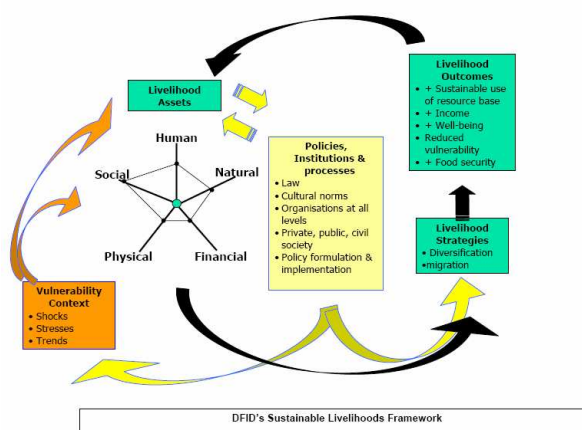 Livelihood
Assets
Human
Social
Natural
Physical
Financial
Vulnerability
Context
• Shocks
• Stresses
• Trends
Policies,
Institutions &
processes
• Law
• Cultural norms
• Organisations at all
levels
• Private, public, civil
society
• Policy formulation &
implementation
Livelihood
Outcomes
• + Sustainable use
of resource base
• + Income
• + Well-being
• Reduced
vulnerability
• + Food security
Livelihood
Strategies
• Diversification
•migration
DFID's Sustainable Livelihoods Framework